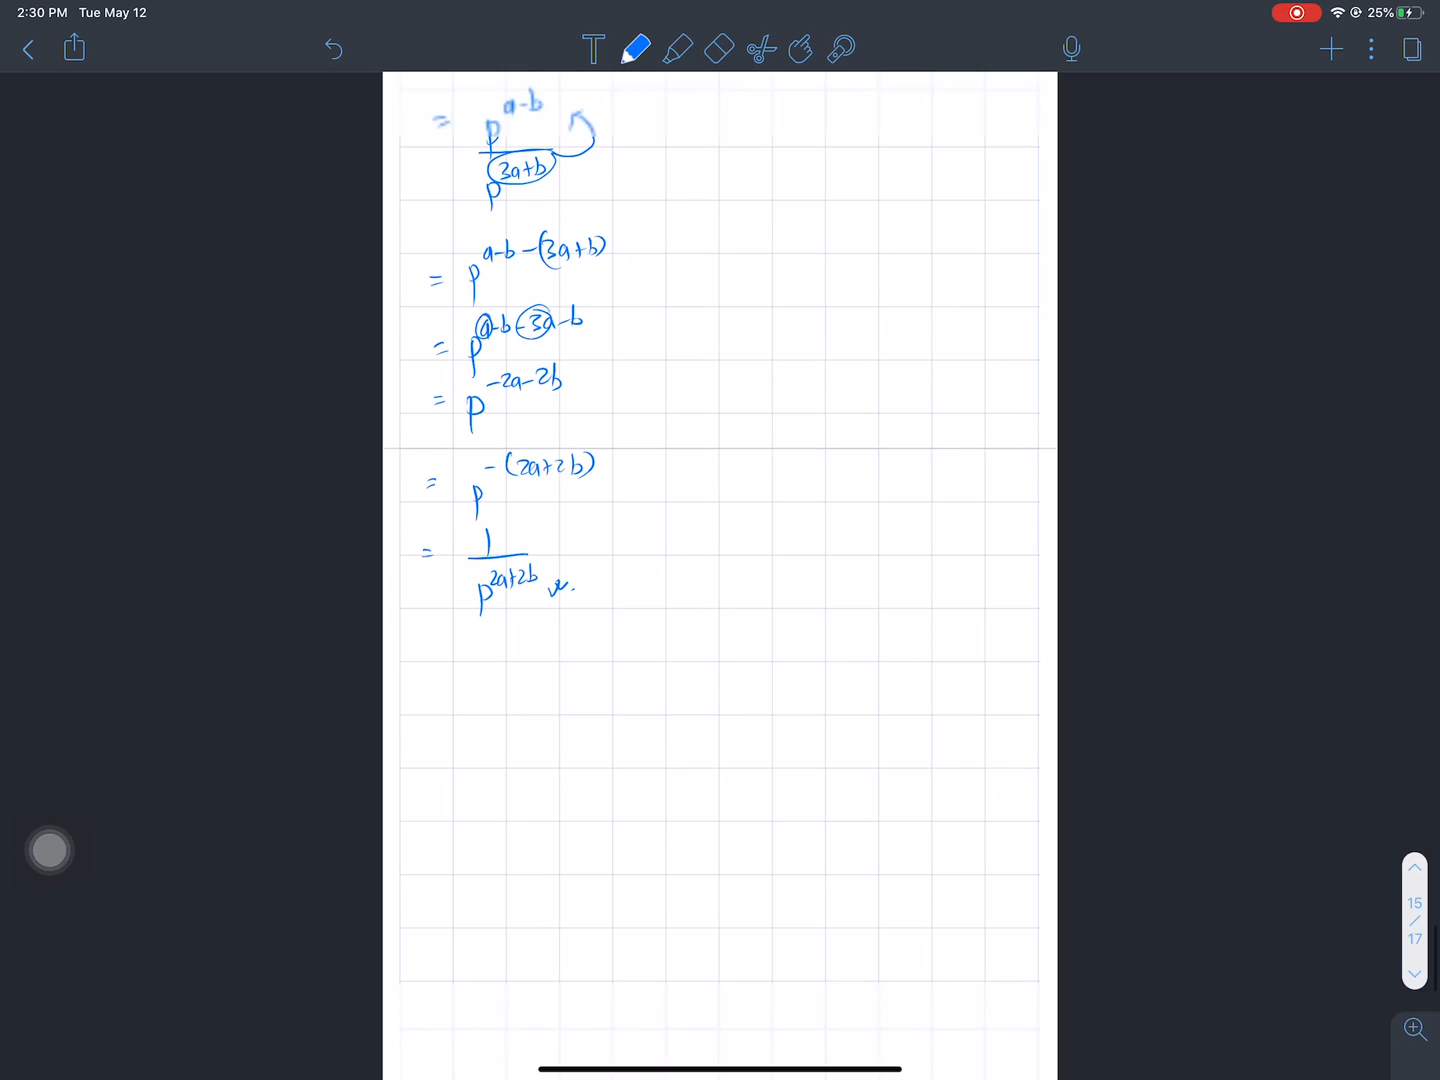 2:30 PM Tue May 12
25%
T
= p^{a-b}
p^{3a+b}
= p^{a-b-(3a+b)}
= p^{a-b-3a-b}
= p^{-2a-2b}
= p^{-(2a+2b)}
= 1
p^{2a+2b}
15
/
17